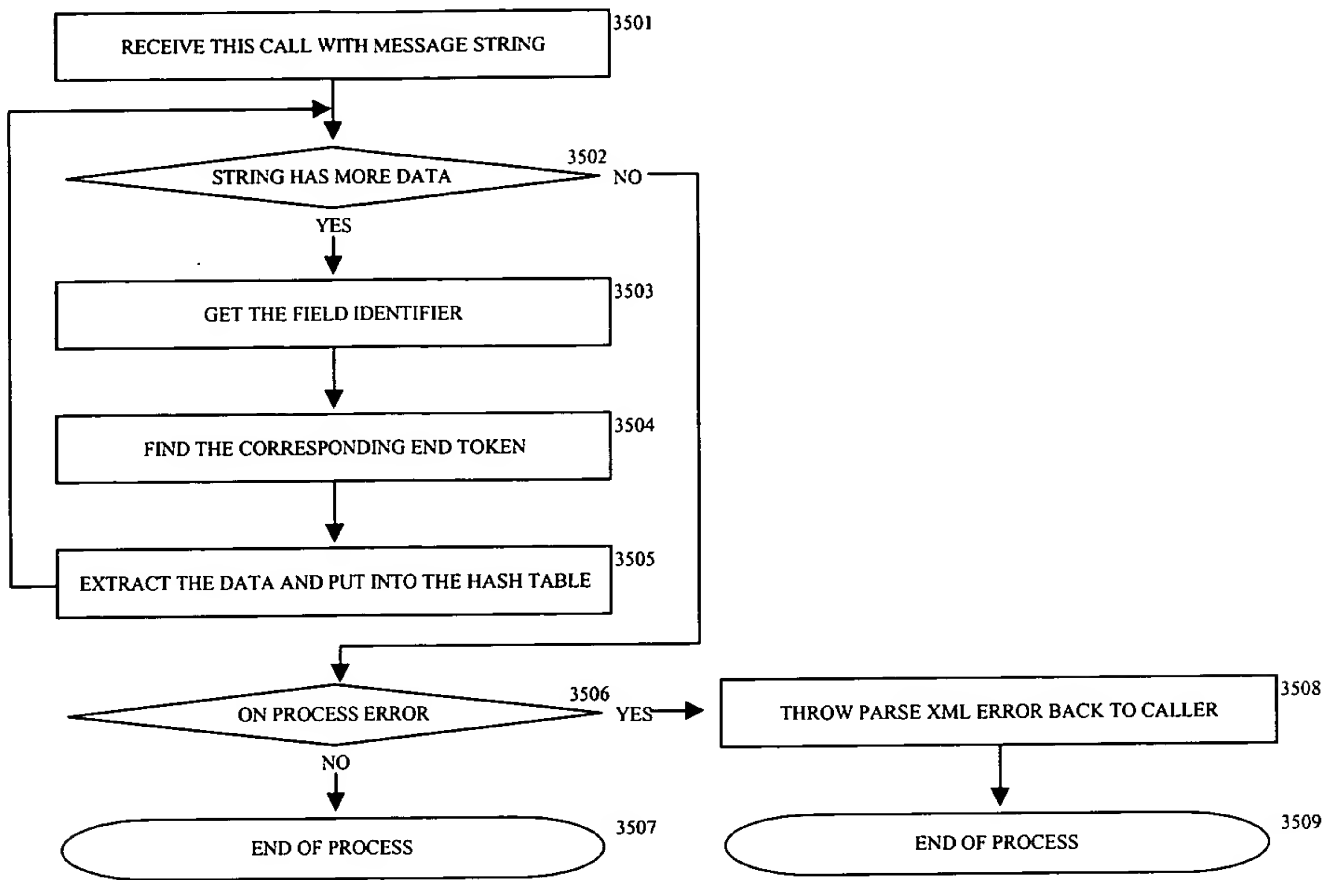 3501
RECEIVE THIS CALL WITH MESSAGE STRING
3502
STRING HAS MORE DATA
NO
YES
3503
GET THE FIELD IDENTIFIER
3504
FIND THE CORRESPONDING END TOKEN
3505
EXTRACT THE DATA AND PUT INTO THE HASH TABLE
3506
ON PROCESS ERROR
YES
3508
THROW PARSE XML ERROR BACK TO CALLER
NO
3507
END OF PROCESS
3509
END OF PROCESS